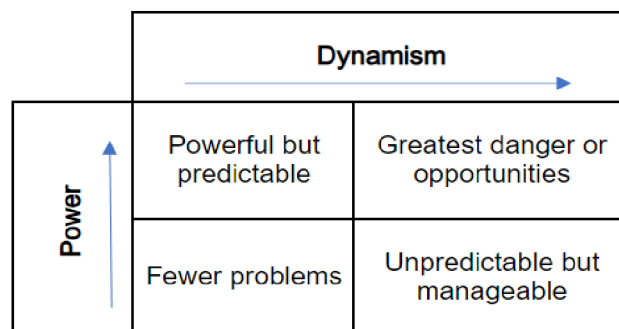 Dynamism
Power
Powerful but
predictable
Greatest danger or
opportunities
Fewer problems
Unpredictable but
manageable